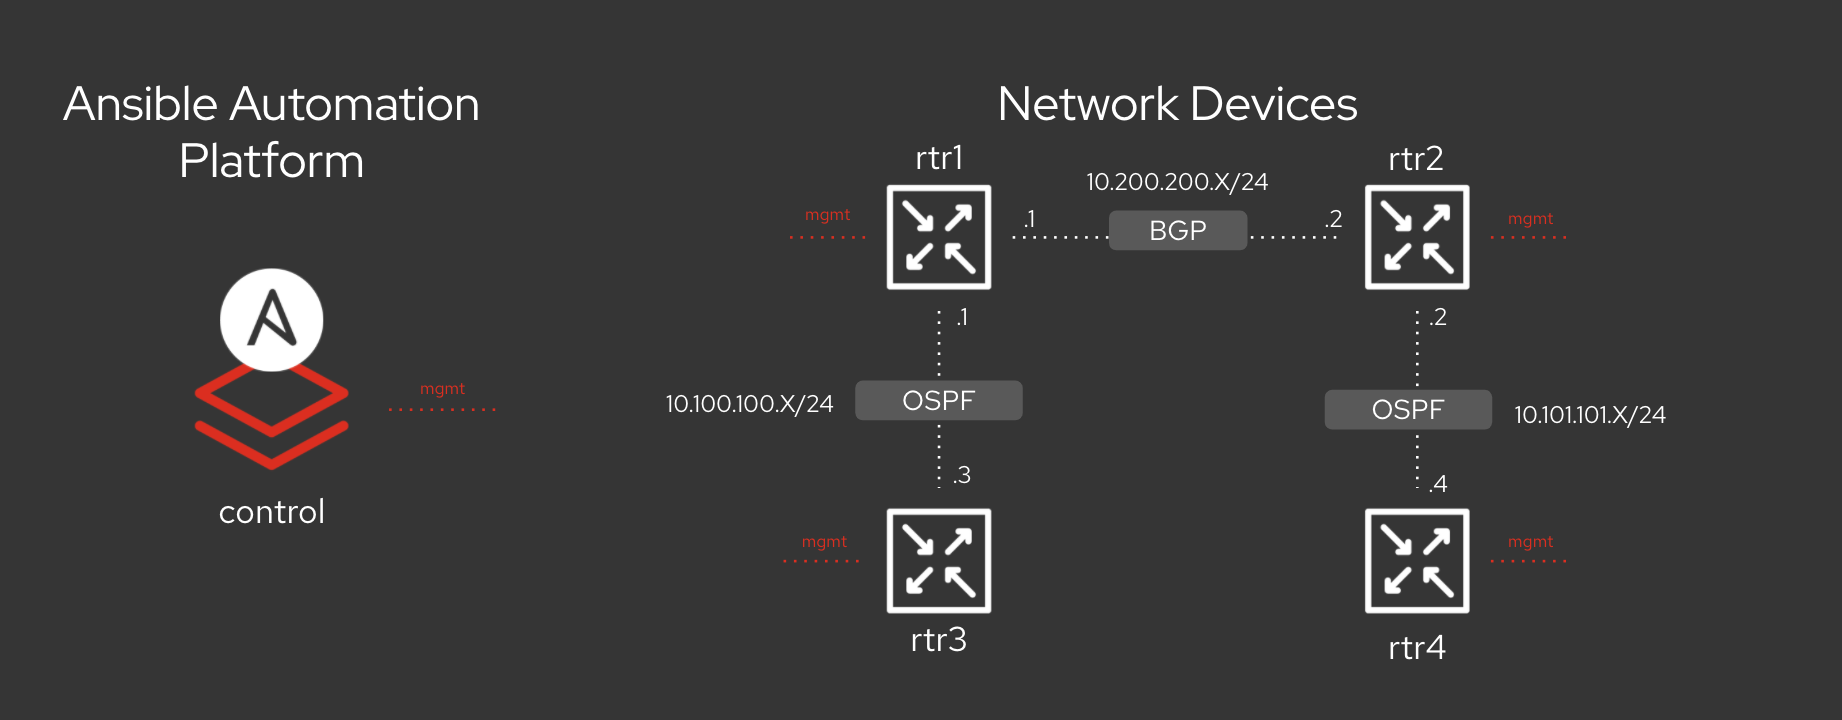 Ansible Automation
Platform
mgmt
control
Network Devices
rtr1
rtr2
10.200.200.X/24
mgmt
.1
BGP
.2
mgmt
.1
.2
10.100.100.X/24
OSPF
OSPF
10.101.101.X/24
.3
.4
mgmt
mgmt
rtr3
rtr4